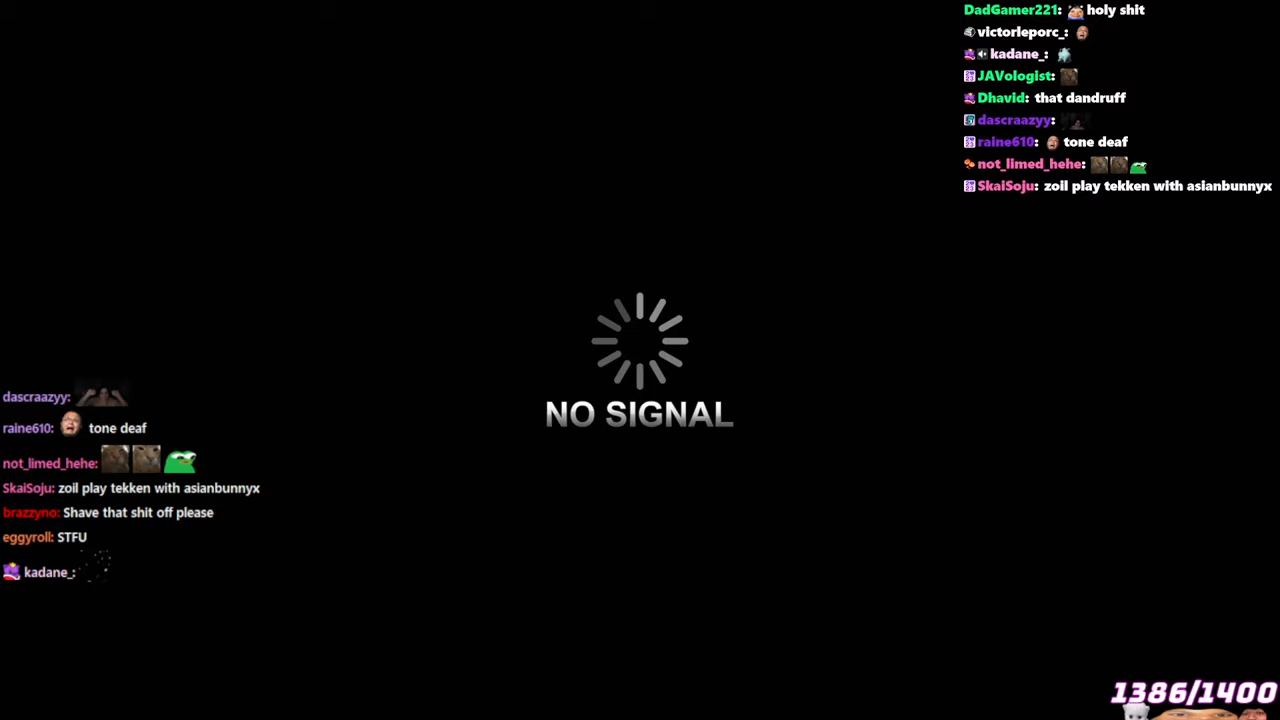 DadGamer221: holy shit
victorleporc_:
kadane_:
JAVologist:
Dhavid: that dandruff
dascraazyy:
raine610: tone deaf
not_limed_hehe:
SkaiSoju: zoil play tekken with asianbunnyx
NO SIGNAL
dascraazyy:
raine610: tone deaf
not_limed_hehe:
SkaiSoju: zoil play tekken with asianbunnyx
brazzyno: Shave that shit off please
eggyroll: STFU
kadane_:
1386/1400